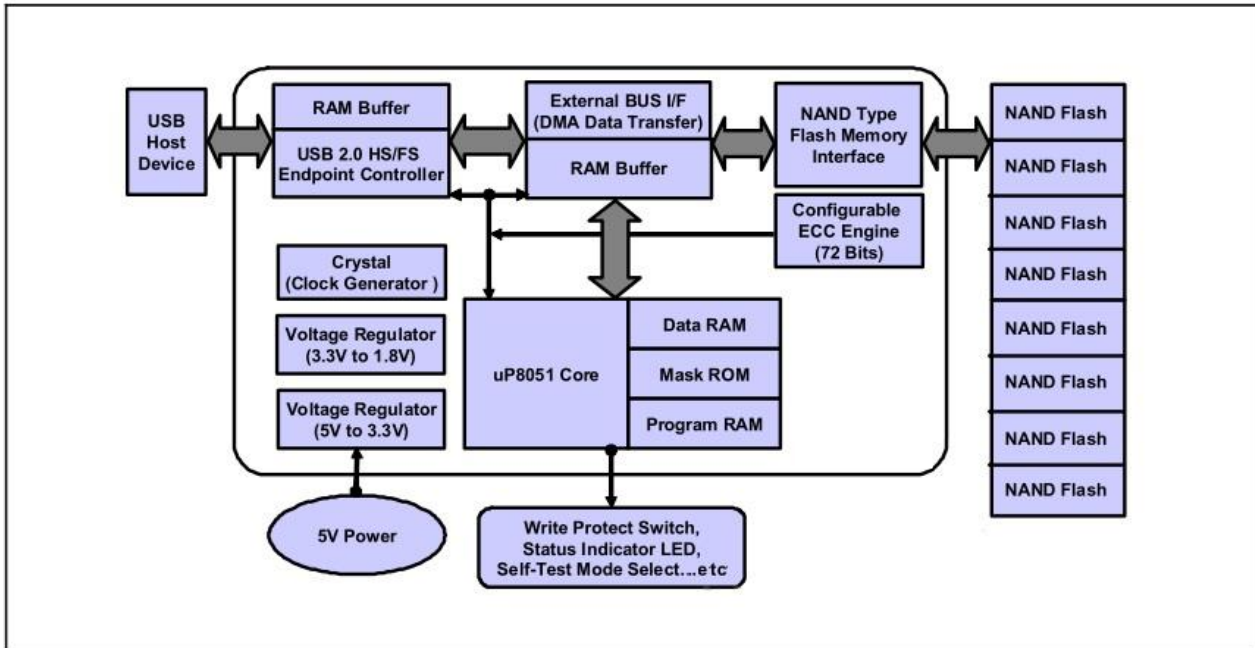 USB
Host
Device
RAM Buffer
USB 2.0 HS/FS
Endpoint Controller
External BUS I/F
(DMA Data Transfer)
RAM Buffer
NAND Type
Flash Memory
Interface
Configurable
ECC Engine
(72 Bits)
Crystal
(Clock Generator )
Voltage Regulator
(3.3V to 1.8V)
Voltage Regulator
(5V to 3.3V)
uP8051 Core
Data RAM
Mask ROM
Program RAM
5V Power
Write Protect Switch,
Status Indicator LED,
Self-Test Mode Select...etc
NAND Flash
NAND Flash
NAND Flash
NAND Flash
NAND Flash
NAND Flash
NAND Flash
NAND Flash